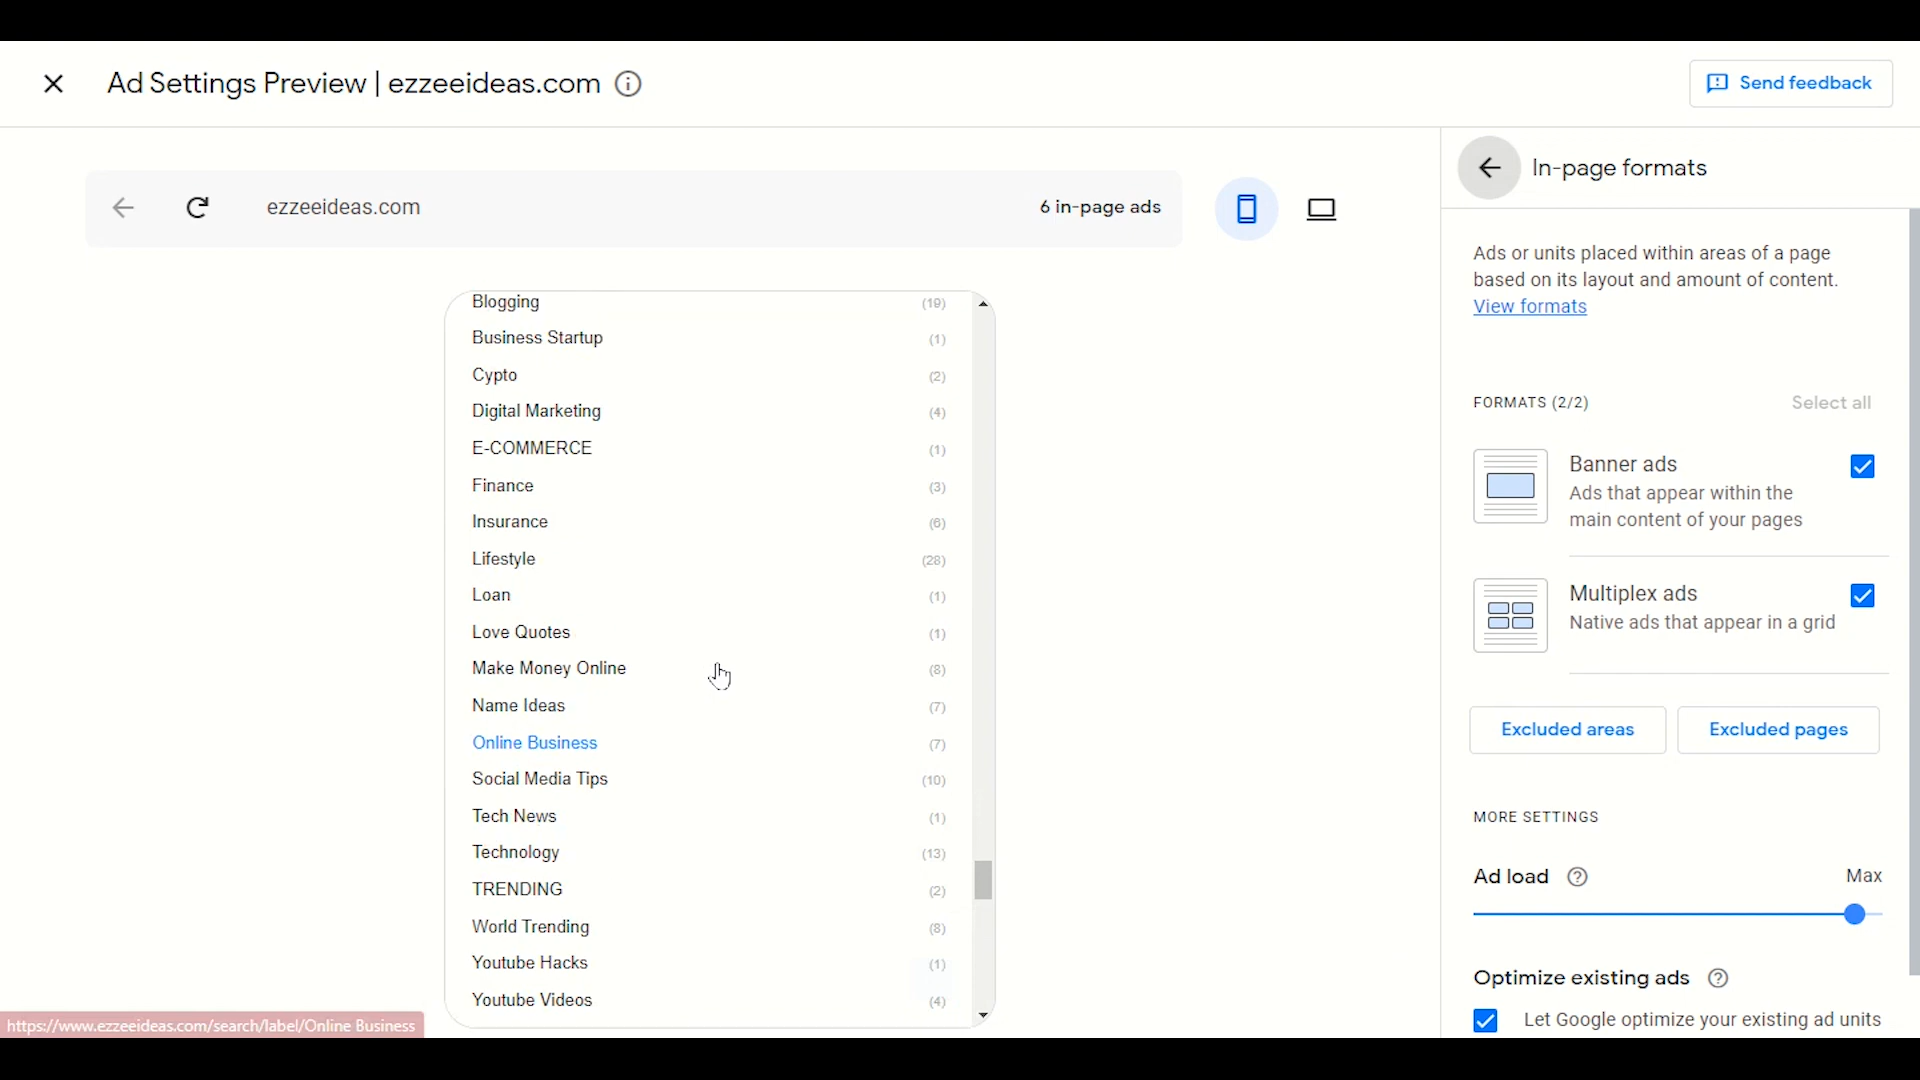 Ad Settings Preview | ezzeeideas.com
Send feedback
ezzeeideas.com
6 in-page ads
In-page formats
Ads or units placed within areas of a page
based on its layout and amount of content.
View formats
FORMATS (2/2)
Select all
Banner ads
Ads that appear within the
main content of your pages
Multiplex ads
Native ads that appear in a grid
Excluded areas
Excluded pages
MORE SETTINGS
Ad load
Max
Optimize existing ads
Let Google optimize your existing ad units
Blogging (19)
Business Startup (1)
Cypto (2)
Digital Marketing (4)
E-COMMERCE (1)
Finance (3)
Insurance (6)
Lifestyle (28)
Loan (1)
Love Quotes (1)
Make Money Online (8)
Name Ideas (7)
Online Business (7)
Social Media Tips (10)
Tech News (1)
Technology (13)
TRENDING (2)
World Trending (8)
Youtube Hacks (1)
Youtube Videos (4)
https://www.ezzeeideas.com/search/label/Online Business